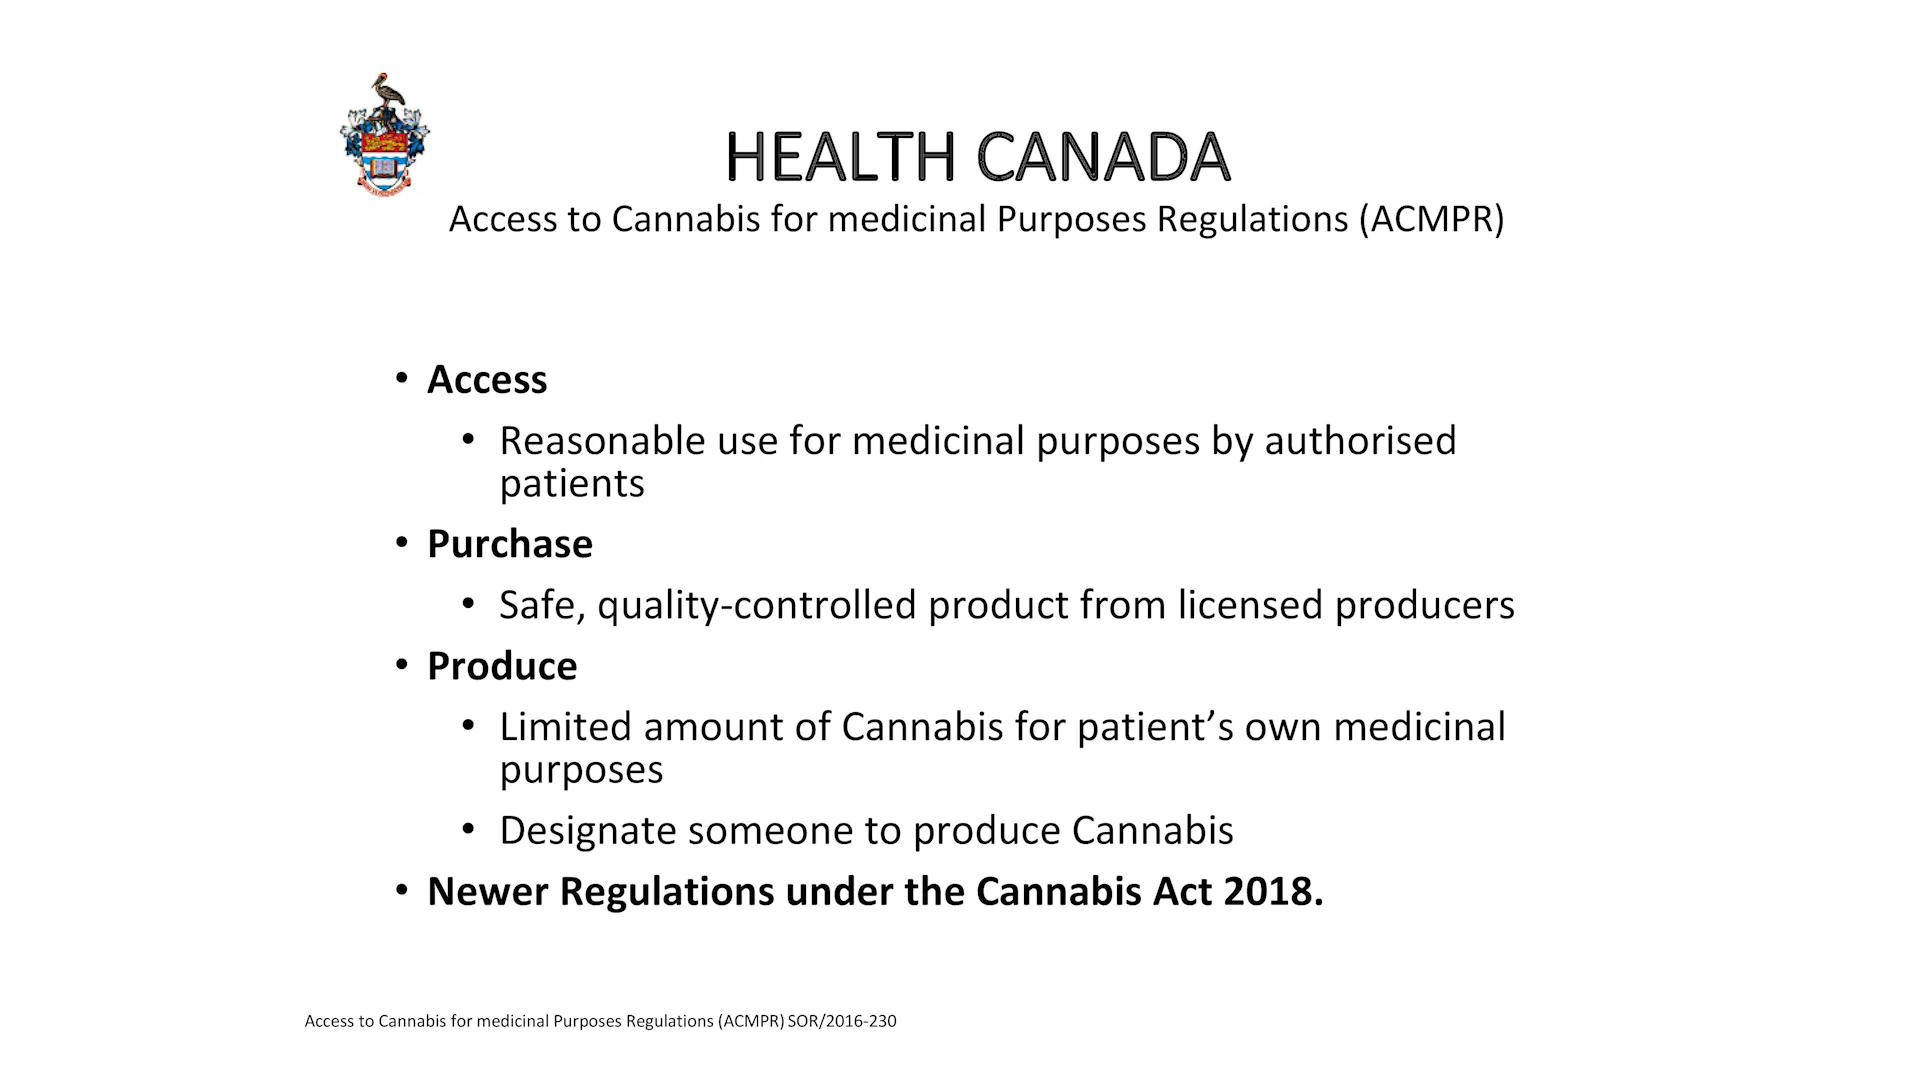 HEALTH CANADA
Access to Cannabis for medicinal Purposes Regulations (ACMPR)
• Access
• Reasonable use for medicinal purposes by authorised
patients
• Purchase
• Safe, quality-controlled product from licensed producers
• Produce
• Limited amount of Cannabis for patient’s own medicinal
purposes
• Designate someone to produce Cannabis
• Newer Regulations under the Cannabis Act 2018.
Access to Cannabis for medicinal Purposes Regulations (ACMPR) SOR/2016-230